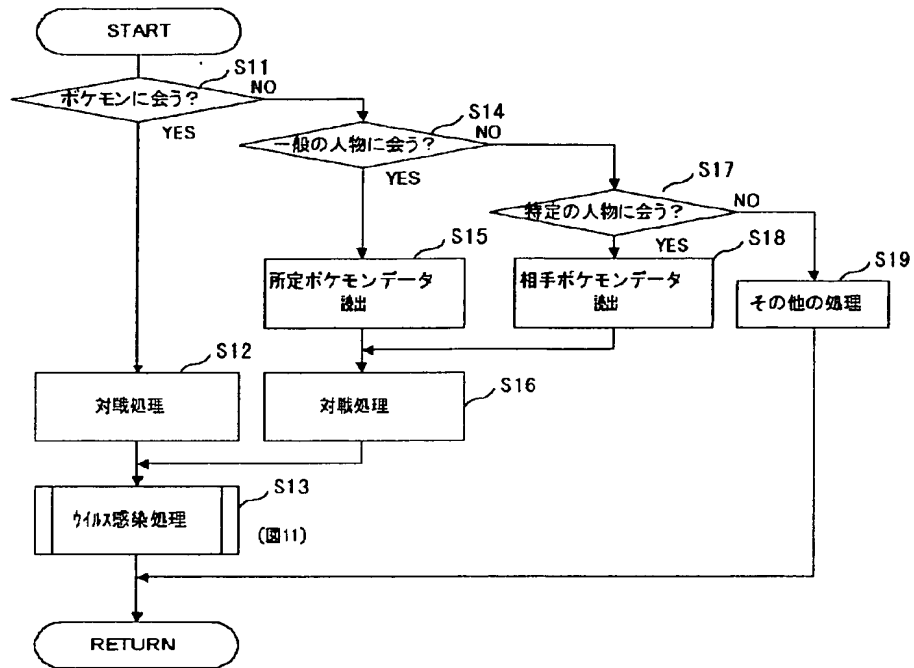 START
S11
ポケモンに会う?
NO
YES
S14
一般の人物に会う?
NO
YES
S17
特定の人物に会う?
NO
YES
S15
所定ポケモンデータ
読出
S18
相手ポケモンデータ
読出
S19
その他の処理
S12
対戦処理
S16
対戦処理
S13
ウイルス感染処理
(図11)
RETURN